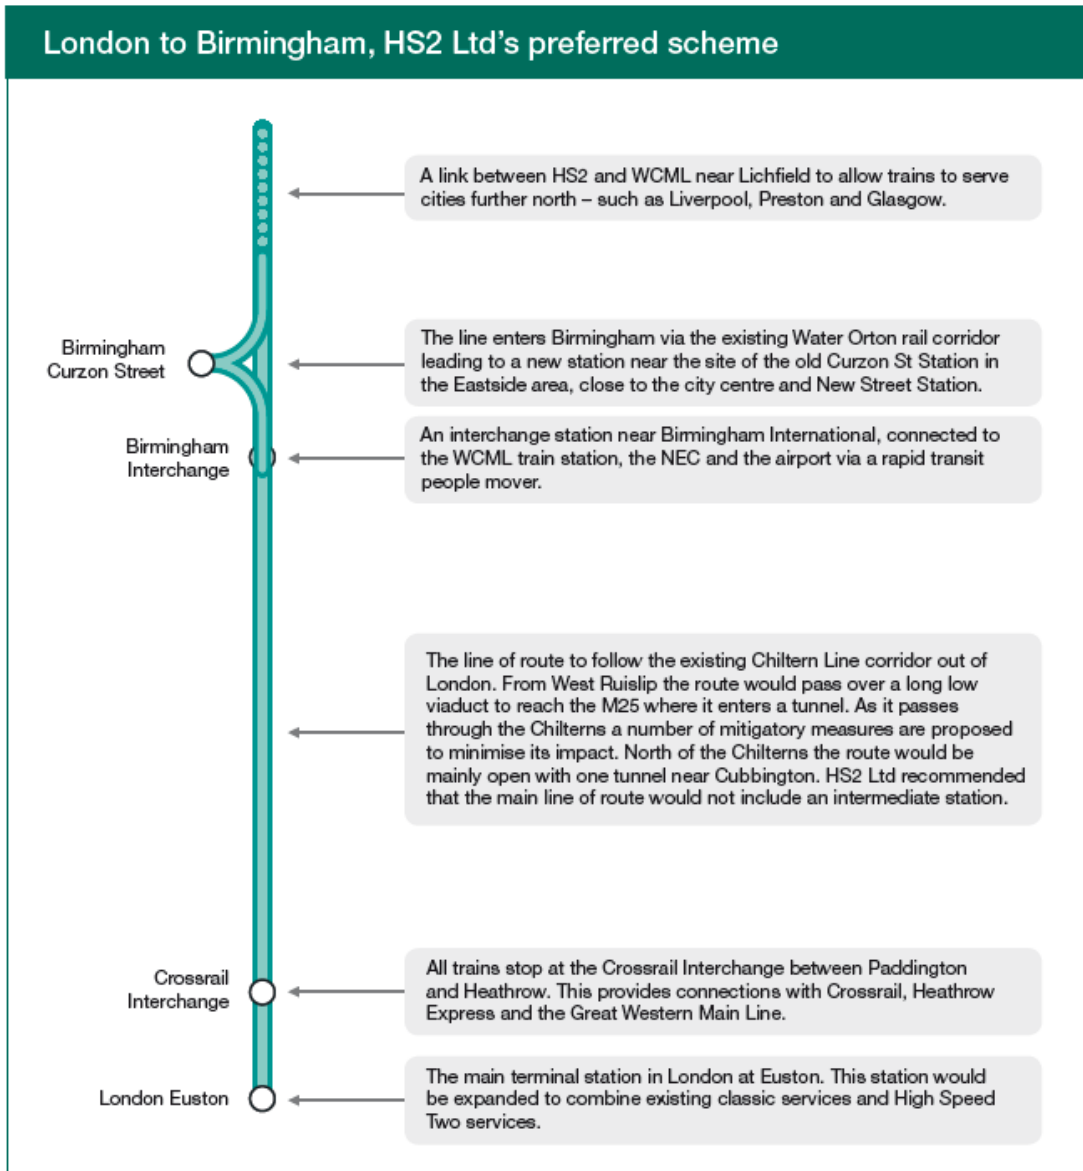 London to Birmingham, HS2 Ltd's preferred scheme
A link between HS2 and WCML near Lichfield to allow trains to serve
cities further north – such as Liverpool, Preston and Glasgow.
Birmingham
Curzon Street
The line enters Birmingham via the existing Water Orton rail corridor
leading to a new station near the site of the old Curzon St Station in
the Eastside area, close to the city centre and New Street Station.
Birmingham
Interchange
An interchange station near Birmingham International, connected to
the WCML train station, the NEC and the airport via a rapid transit
people mover.
The line of route to follow the existing Chiltern Line corridor out of
London. From West Ruislip the route would pass over a long low
viaduct to reach the M25 where it enters a tunnel. As it passes
through the Chilterns a number of mitigatory measures are proposed
to minimise its impact. North of the Chilterns the route would be
mainly open with one tunnel near Cubbington. HS2 Ltd recommended
that the main line of route would not include an intermediate station.
Crossrail
Interchange
All trains stop at the Crossrail Interchange between Paddington
and Heathrow. This provides connections with Crossrail, Heathrow
Express and the Great Western Main Line.
London Euston
The main terminal station in London at Euston. This station would
be expanded to combine existing classic services and High Speed
Two services.